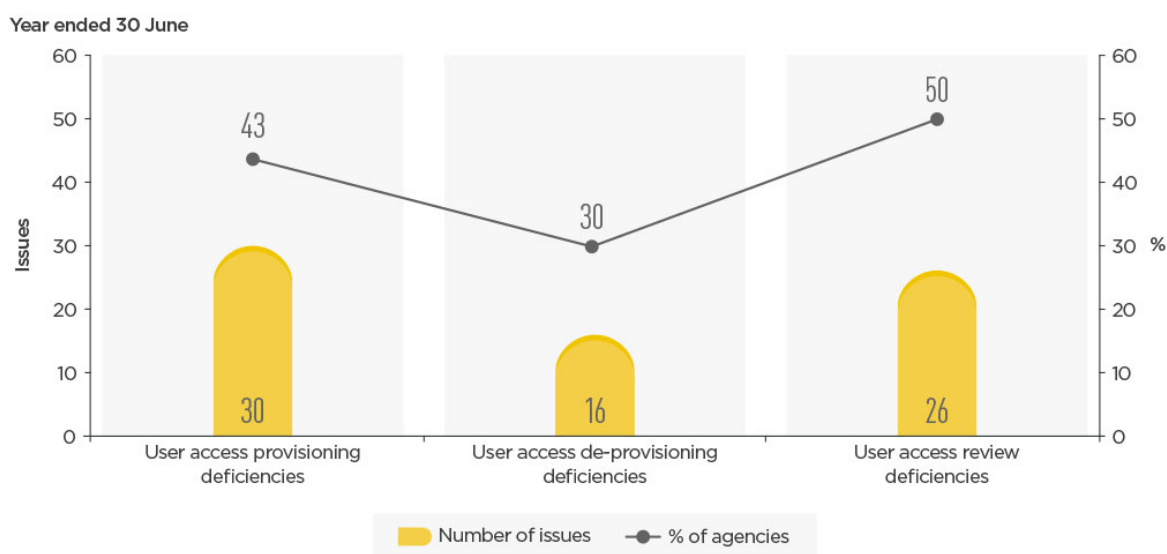 Year ended 30 June
60
50
40
30
20
10
0
Issues
43
30
50
30
16
26
60
50
40
30
20
10
0
%
User access provisioning
deficiencies
User access de-provisioning
deficiencies
User access review
deficiencies
Number of issues
% of agencies